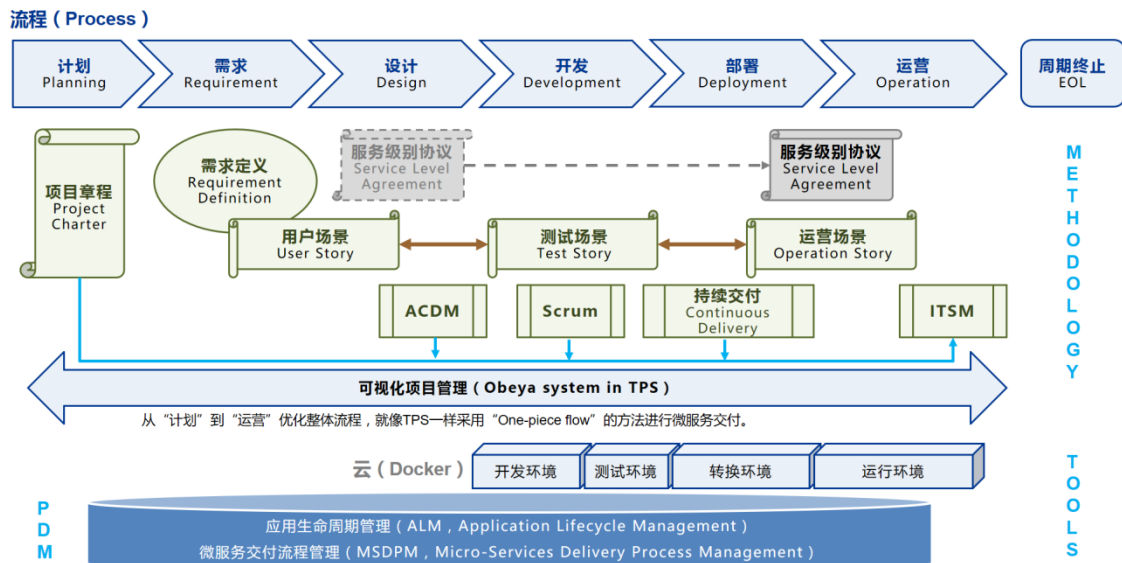 流程（Process）
计划
Planning
需求
Requirement
设计
Design
开发
Development
部署
Deployment
运营
Operation
周期终止
EOL
项目章程
Project
Charter
需求定义
Requirement
Definition
服务级别协议
Service Level
Agreement
服务级别协议
Service Level
Agreement
用户场景
User Story
测试场景
Test Story
运营场景
Operation Story
ACDM
Scrum
持续交付
Continuous
Delivery
ITSM
METHODOLOGY
可视化项目管理（Obeya system in TPS）
从“计划”到“运营”优化整体流程，就像TPS一样采用“One-piece flow”的方法进行微服务交付。
云（Docker）
开发环境
测试环境
转换环境
运行环境
TOOLS
PDM
应用生命周期管理（ALM，Application Lifecycle Management）
微服务交付流程管理（MSDPM，Micro-Services Delivery Process Management）